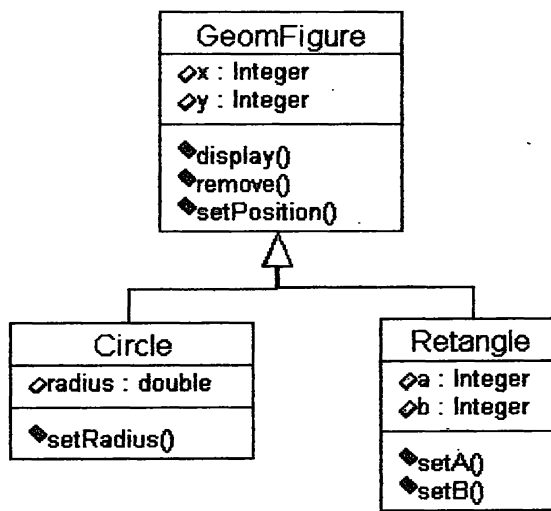 GeomFigure
x : Integer
y : Integer
display()
remove()
setPosition()
Circle
radius : double
setRadius()
Retangle
a : Integer
b : Integer
setA()
setB()